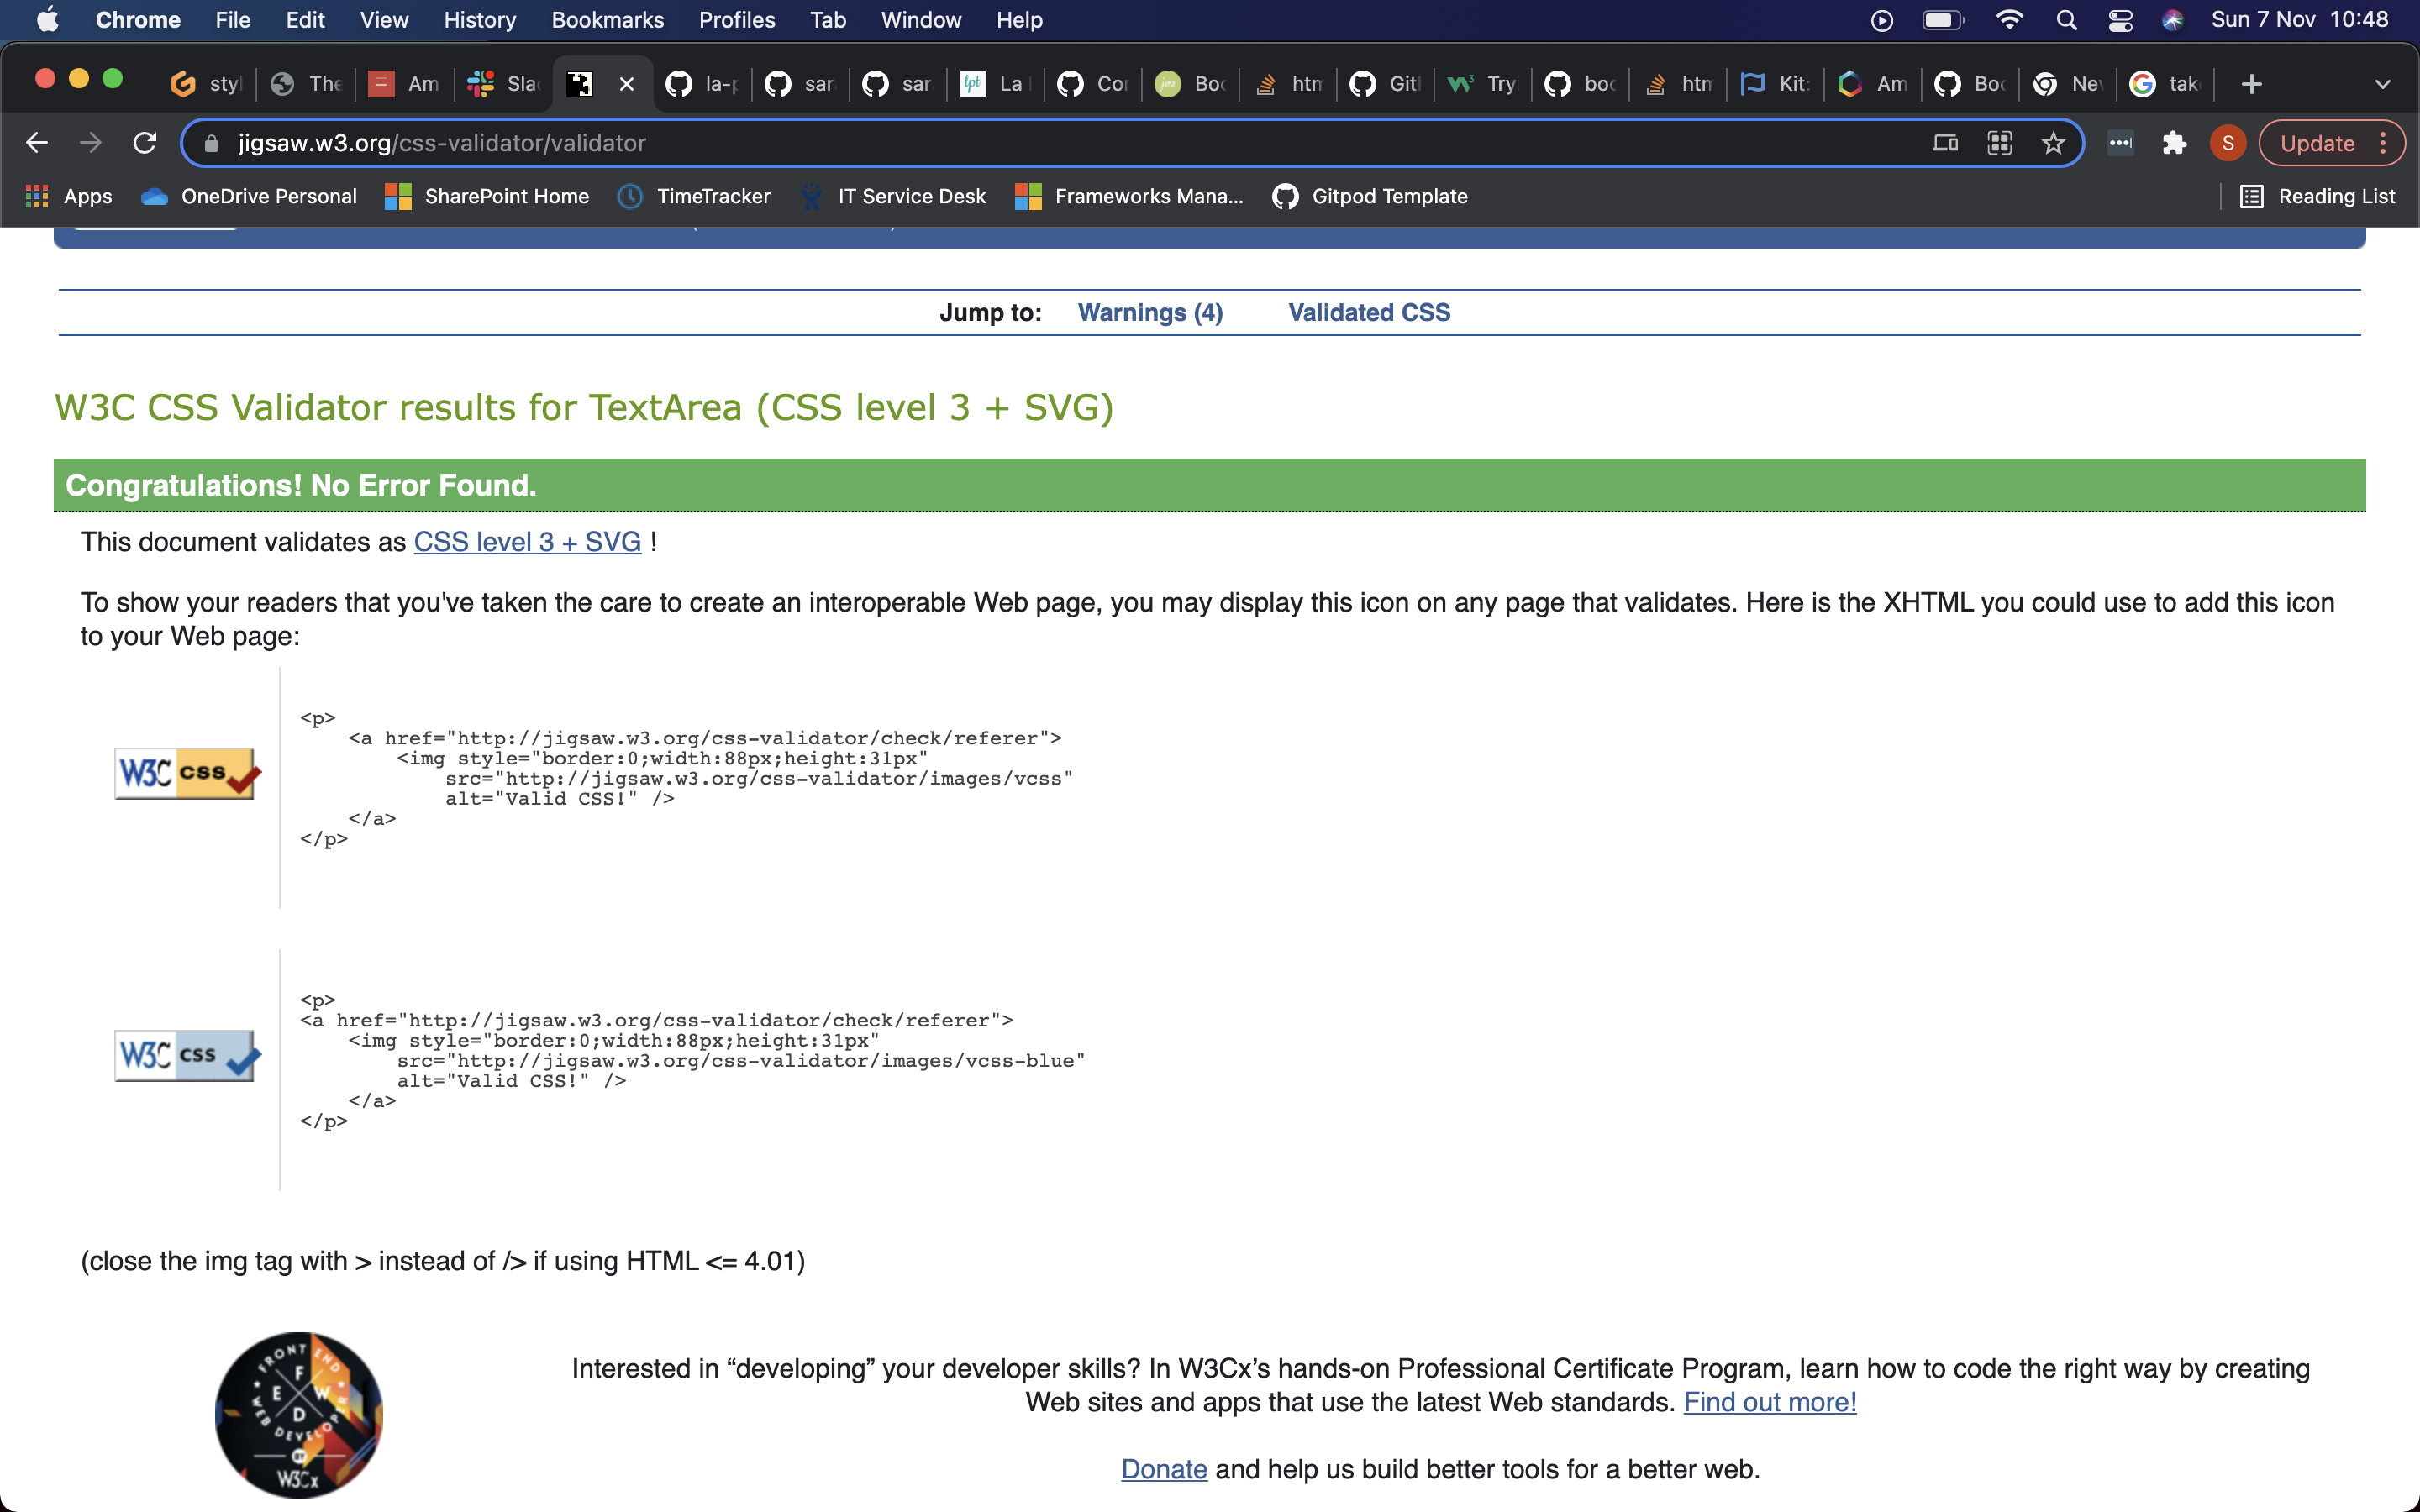 Chrome File Edit View History Bookmarks Profiles Tab Window Help Sun 7 Nov 10:48
styl The Am Sla la-p sar sar La Cor Boo htm Git Try boo htm Kit: Am Boo Nev tak
jigsaw.w3.org/css-validator/validator S Update
Apps OneDrive Personal SharePoint Home TimeTracker IT Service Desk Frameworks Mana... Gitpod Template Reading List
Jump to: Warnings (4) Validated CSS
W3C CSS Validator results for TextArea (CSS level 3 + SVG)
Congratulations! No Error Found.
This document validates as CSS level 3 + SVG !
To show your readers that you've taken the care to create an interoperable Web page, you may display this icon on any page that validates. Here is the XHTML you could use to add this icon
to your Web page:
<p>
<a href="http://jigsaw.w3.org/css-validator/check/referer">
<img style="border:0;width:88px;height:31px"
W3C css
src="http://jigsaw.w3.org/css-validator/images/vcss"
alt="Valid CSS!" />
</a>
</p>
<p>
<a href="http://jigsaw.w3.org/css-validator/check/referer">
<img style="border:0;width:88px;height:31px"
W3C css
src="http://jigsaw.w3.org/css-validator/images/vcss-blue"
alt="Valid CSS!" />
</a>
</p>
(close the img tag with > instead of /> if using HTML <= 4.01)
FRONT END
WEB DEVELOPER
F E W D
BY
W3Cx
Interested in “developing” your developer skills? In W3Cx’s hands-on Professional Certificate Program, learn how to code the right way by creating
Web sites and apps that use the latest Web standards. Find out more!
Donate and help us build better tools for a better web.